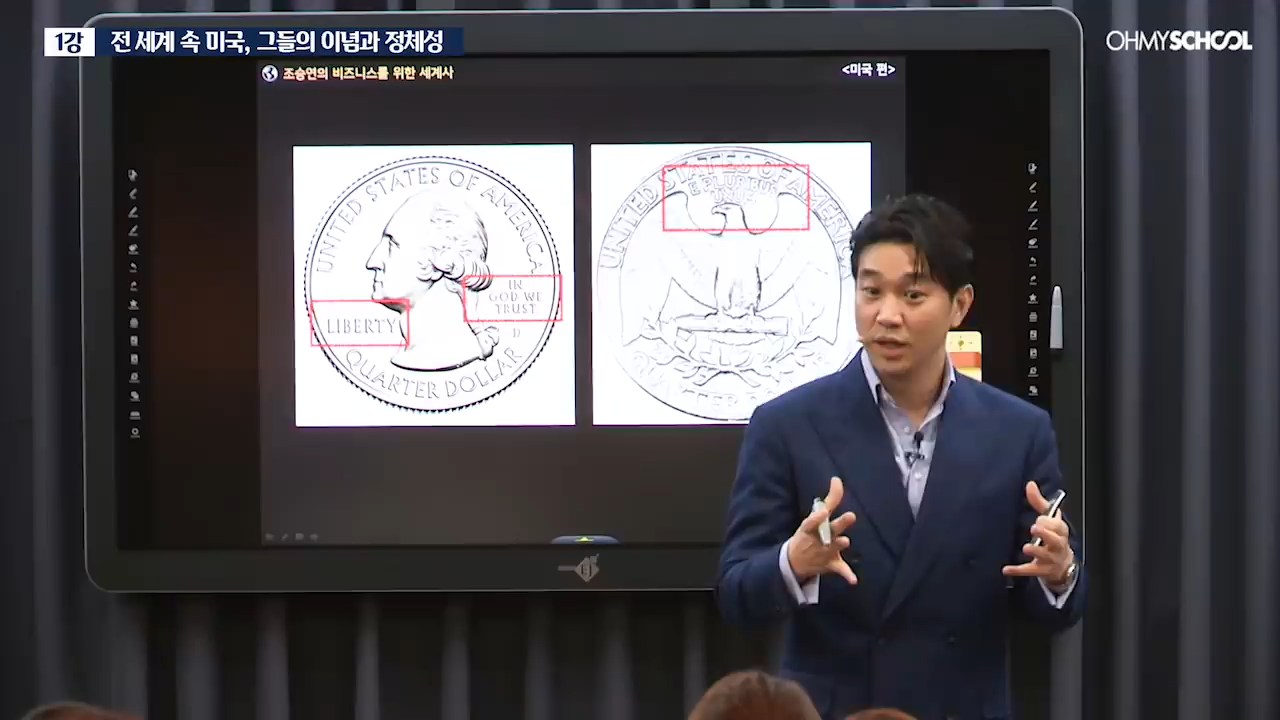 1강 전 세계 속 미국, 그들의 이념과 정체성
OHMYSCHOOL
조승연의 비즈니스를 위한 세계사
<미국 편>
UNITED STATES OF AMERICA
LIBERTY
IN
GOD WE
TRUST
D
QUARTER DOLLAR
UNITED STATES OF AMERICA
E PLURIBUS
UNUM
QUARTER